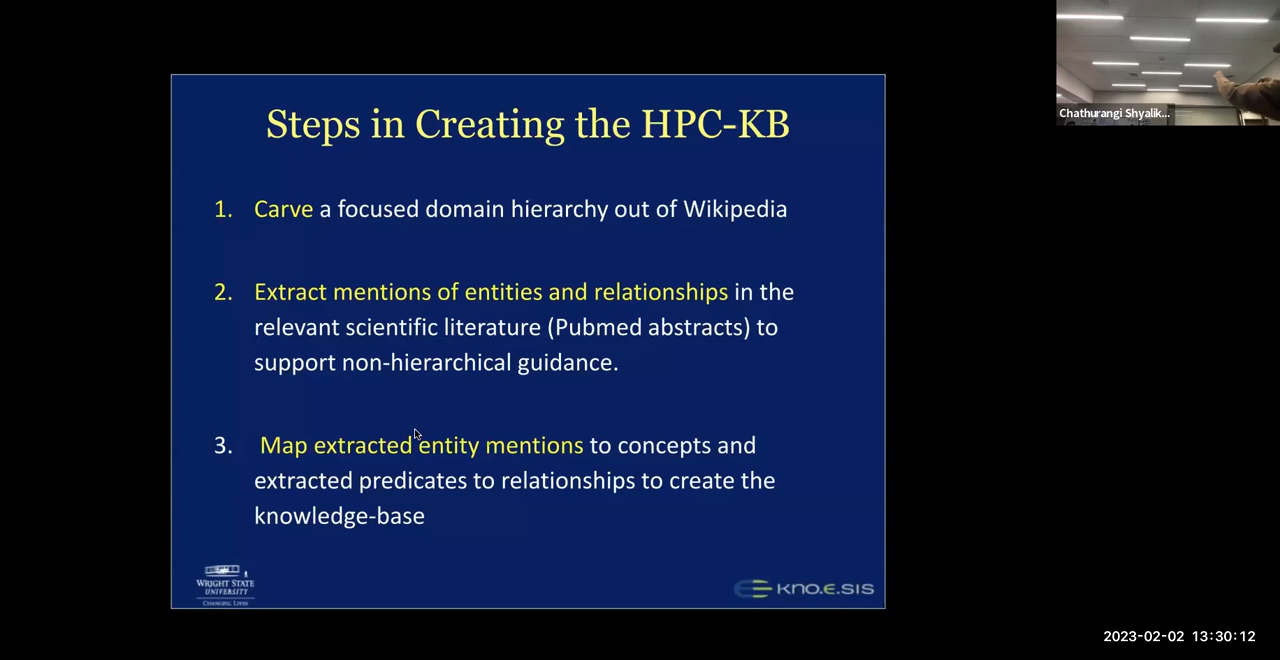 Steps in Creating the HPC-KB
1. Carve a focused domain hierarchy out of Wikipedia
2. Extract mentions of entities and relationships in the
relevant scientific literature (Pubmed abstracts) to
support non-hierarchical guidance.
3. Map extracted entity mentions to concepts and
extracted predicates to relationships to create the
knowledge-base
WRIGHT STATE
UNIVERSITY
CHANGING LIVES
kno.e.sis
Chathurangi Shyalik...
2023-02-02 13:30:12